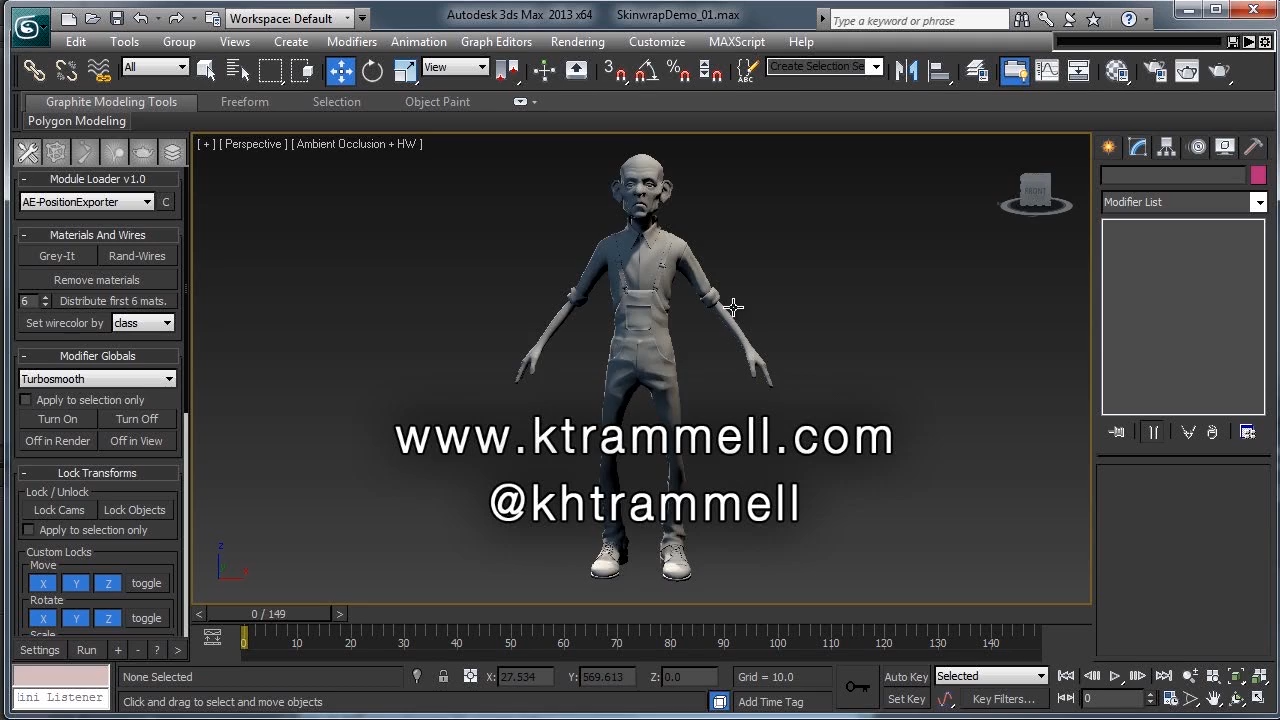 Workspace: Default
Autodesk 3ds Max 2013 x64 SkinwrapDemo_01.max
Type a keyword or phrase
Edit Tools Group Views Create Modifiers Animation Graph Editors Rendering Customize MAXScript Help
All View Create Selection Se
Graphite Modeling Tools Freeform Selection Object Paint
Polygon Modeling
[ + ] [ Perspective ] [ Ambient Occlusion + HW ]
Module Loader v1.0
AE-PositionExporter C
Materials And Wires
Grey-It Rand-Wires
Remove materials
6 Distribute first 6 mats.
Set wirecolor by class
Modifier Globals
Turbosmooth
Apply to selection only
Turn On Turn Off
Off in Render Off in View
Lock Transforms
Lock / Unlock
Lock Cams Lock Objects
Apply to selection only
Custom Locks
Move
X Y Z toggle
Rotate
X Y Z toggle
Scale
Settings Run + - ? >
FRONT
Modifier List
www.ktrammell.com
@khtrammell
z
x
< 0 / 149 >
0 10 20 30 40 50 60 70 80 90 100 110 120 130 140
None Selected X: 27.534 Y: 569.613 Z: 0.0 Grid = 10.0 Auto Key Selected
ini Listener Click and drag to select and move objects Add Time Tag Set Key Key Filters... 0